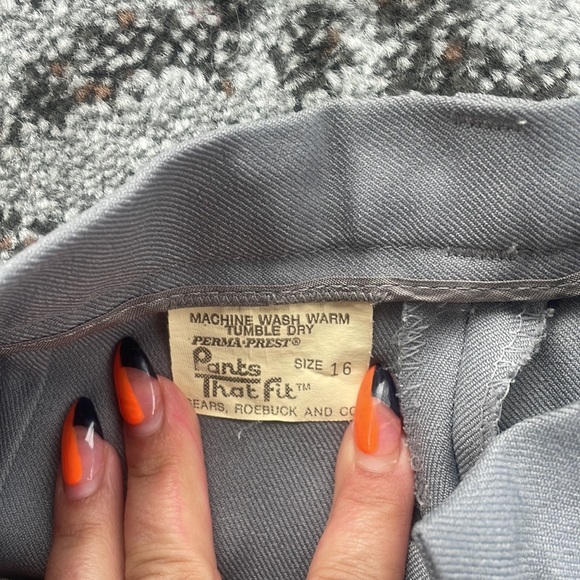 MACHINE WASH WARM
TUMBLE DRY
PERMA-PREST®
Pants
SIZE 16
That Fit™
SEARS, ROEBUCK AND CO